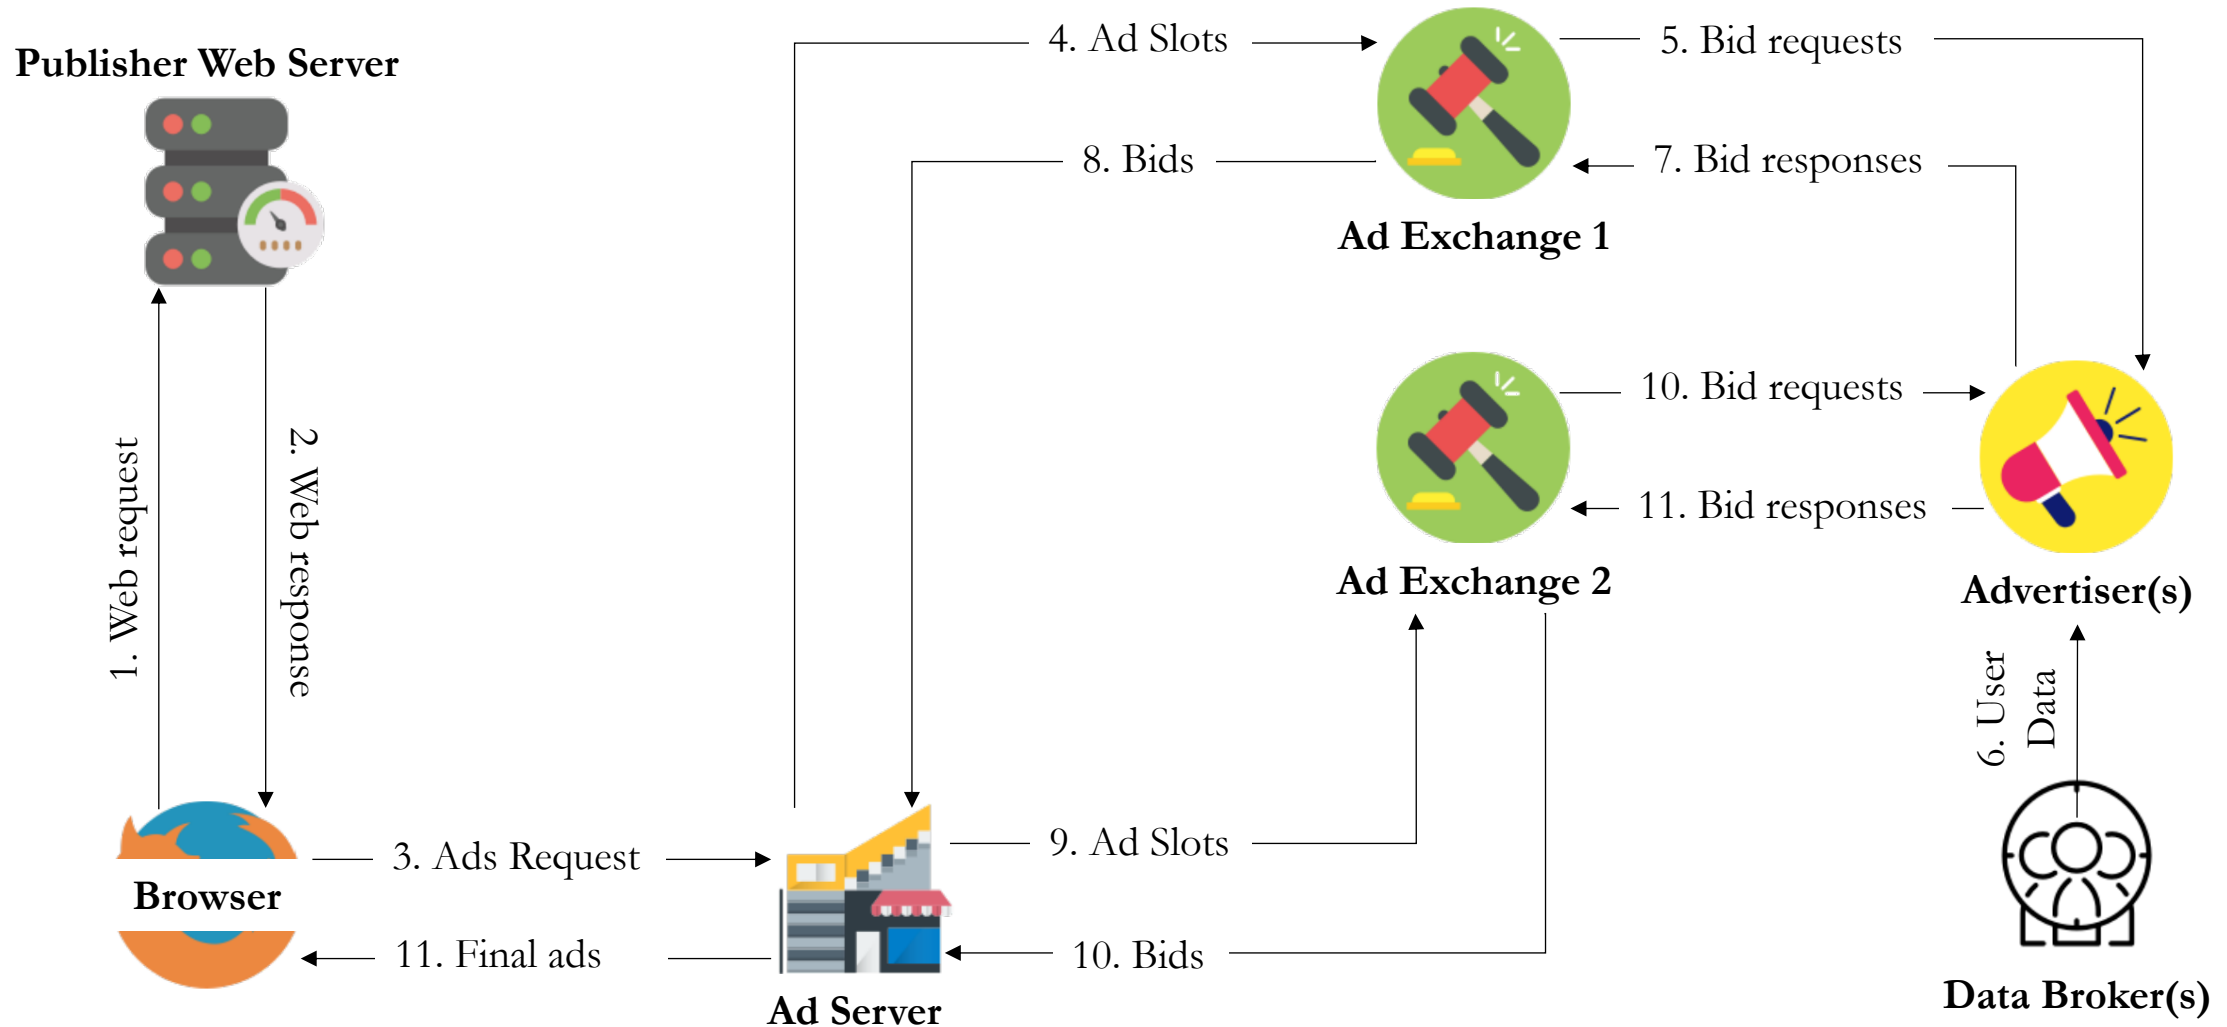 4. Ad Slots
5. Bid requests
Publisher Web Server
8. Bids
7. Bid responses
Ad Exchange 1
10. Bid requests
1. Web request
2. Web response
11. Bid responses
Ad Exchange 2
Advertiser(s)
6. User
Data
3. Ads Request
9. Ad Slots
Browser
11. Final ads
10. Bids
Ad Server
Data Broker(s)